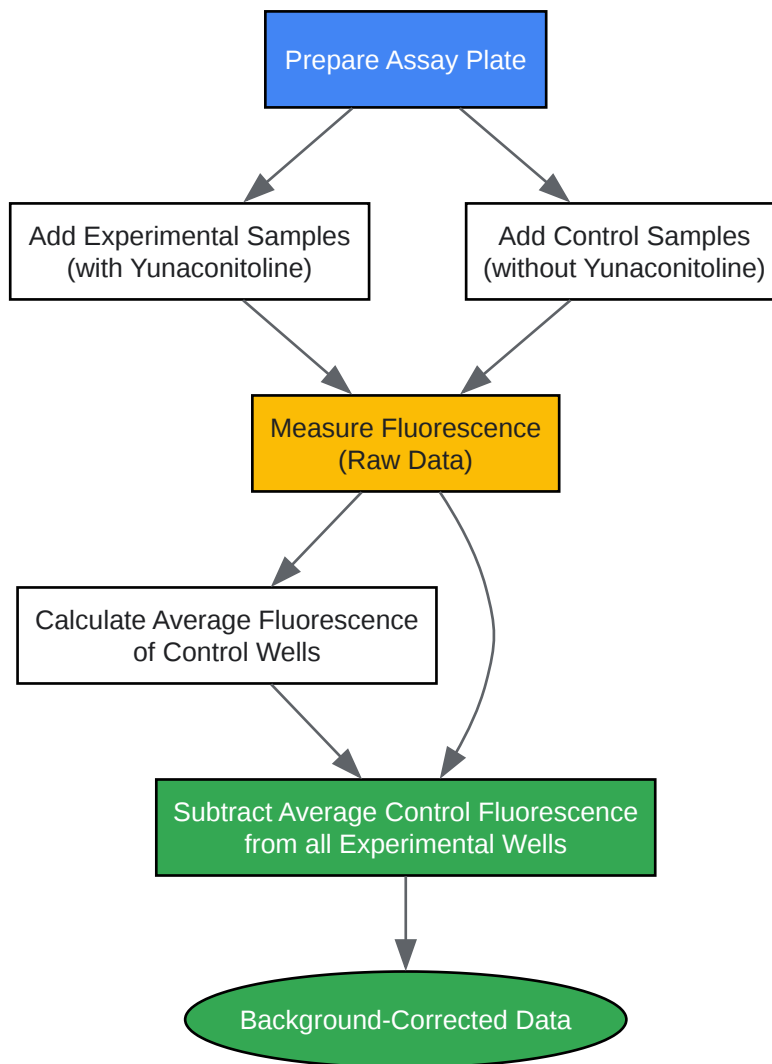 Prepare Assay Plate
Add Experimental Samples
(with Yunaconitoline)
Add Control Samples
(without Yunaconitoline)
Measure Fluorescence
(Raw Data)
Calculate Average Fluorescence
of Control Wells
Subtract Average Control Fluorescence
from all Experimental Wells
Background-Corrected Data